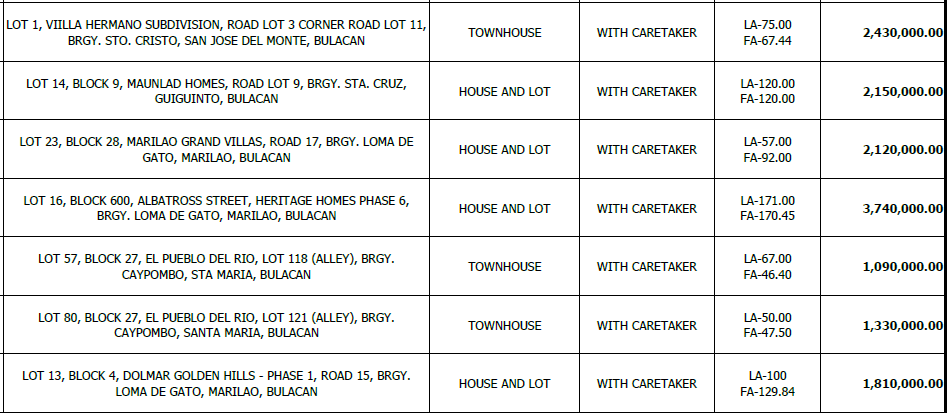 LOT 1, VIILLA HERMANO SUBDIVISION, ROAD LOT 3 CORNER ROAD LOT 11,
BRGY. STO. CRISTO, SAN JOSE DEL MONTE, BULACAN
TOWNHOUSE
WITH CARETAKER
LA-75.00
FA-67.44
2,430,000.00
LOT 14, BLOCK 9, MAUNLAD HOMES, ROAD LOT 9, BRGY. STA. CRUZ,
GUIGUINTO, BULACAN
HOUSE AND LOT
WITH CARETAKER
LA-120.00
FA-120.00
2,150,000.00
LOT 23, BLOCK 28, MARILAO GRAND VILLAS, ROAD 17, BRGY. LOMA DE
GATO, MARILAO, BULACAN
HOUSE AND LOT
WITH CARETAKER
LA-57.00
FA-92.00
2,120,000.00
LOT 16, BLOCK 600, ALBATROSS STREET, HERITAGE HOMES PHASE 6,
BRGY. LOMA DE GATO, MARILAO, BULACAN
HOUSE AND LOT
WITH CARETAKER
LA-171.00
FA-170.45
3,740,000.00
LOT 57, BLOCK 27, EL PUEBLO DEL RIO, LOT 118 (ALLEY), BRGY.
CAYPOMBO, STA MARIA, BULACAN
TOWNHOUSE
WITH CARETAKER
LA-67.00
FA-46.40
1,090,000.00
LOT 80, BLOCK 27, EL PUEBLO DEL RIO, LOT 121 (ALLEY), BRGY.
CAYPOMBO, SANTA MARIA, BULACAN
TOWNHOUSE
WITH CARETAKER
LA-50.00
FA-47.50
1,330,000.00
LOT 13, BLOCK 4, DOLMAR GOLDEN HILLS - PHASE 1, ROAD 15, BRGY.
LOMA DE GATO, MARILAO, BULACAN
HOUSE AND LOT
WITH CARETAKER
LA-100
FA-129.84
1,810,000.00